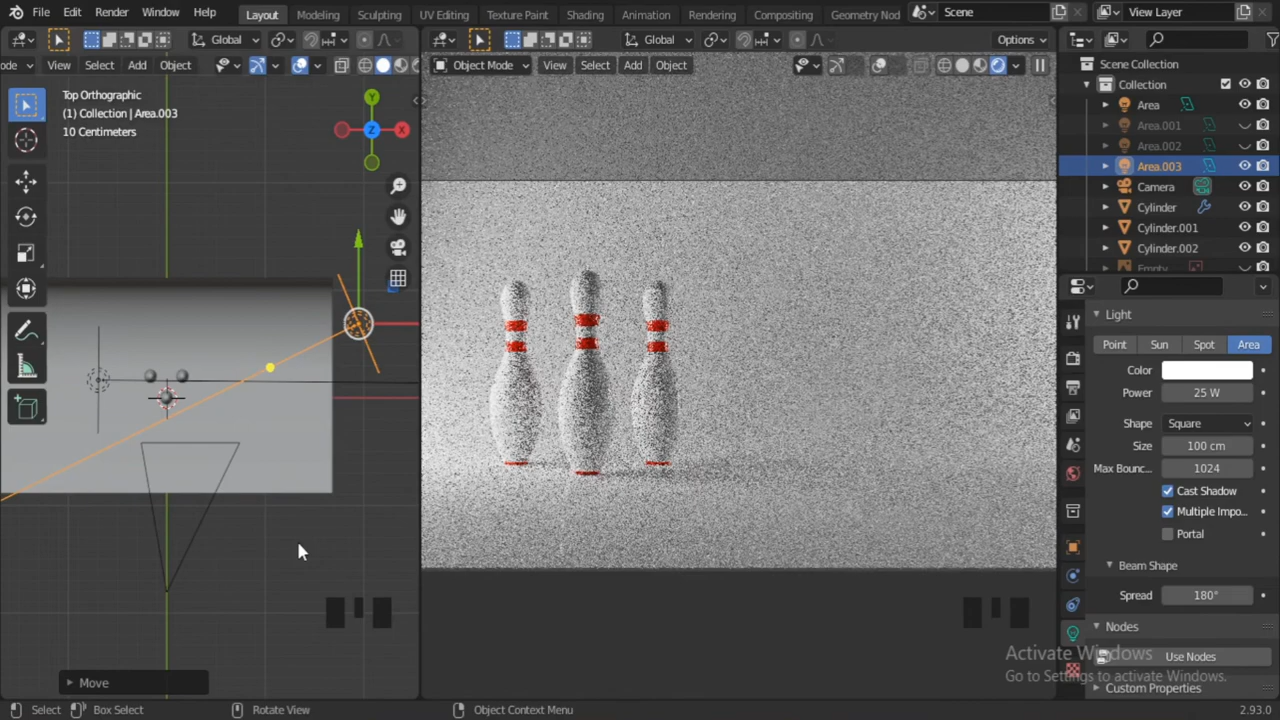 File Edit Render Window Help Layout Modeling Sculpting UV Editing Texture Paint Shading Animation Rendering Compositing Geometry Nod Scene View Layer
Global Global Options
ode View Select Add Object Object Mode View Select Add Object
Scene Collection
Collection
Area
Area.001
Area.002
Area.003
Camera
Cylinder
Cylinder.001
Cylinder.002
Empty
Top Orthographic
(1) Collection | Area.003
10 Centimeters
Y
Z
X
Light
Point Sun Spot Area
Color
Power 25 W
Shape Square
Size 100 cm
Max Bounc... 1024
Cast Shadow
Multiple Impo...
Portal
Beam Shape
Spread 180°
Nodes
Use Nodes
Custom Properties
Activate Windows
Go to Settings to activate Windows.
Move
Select Box Select Rotate View Object Context Menu 2.93.0